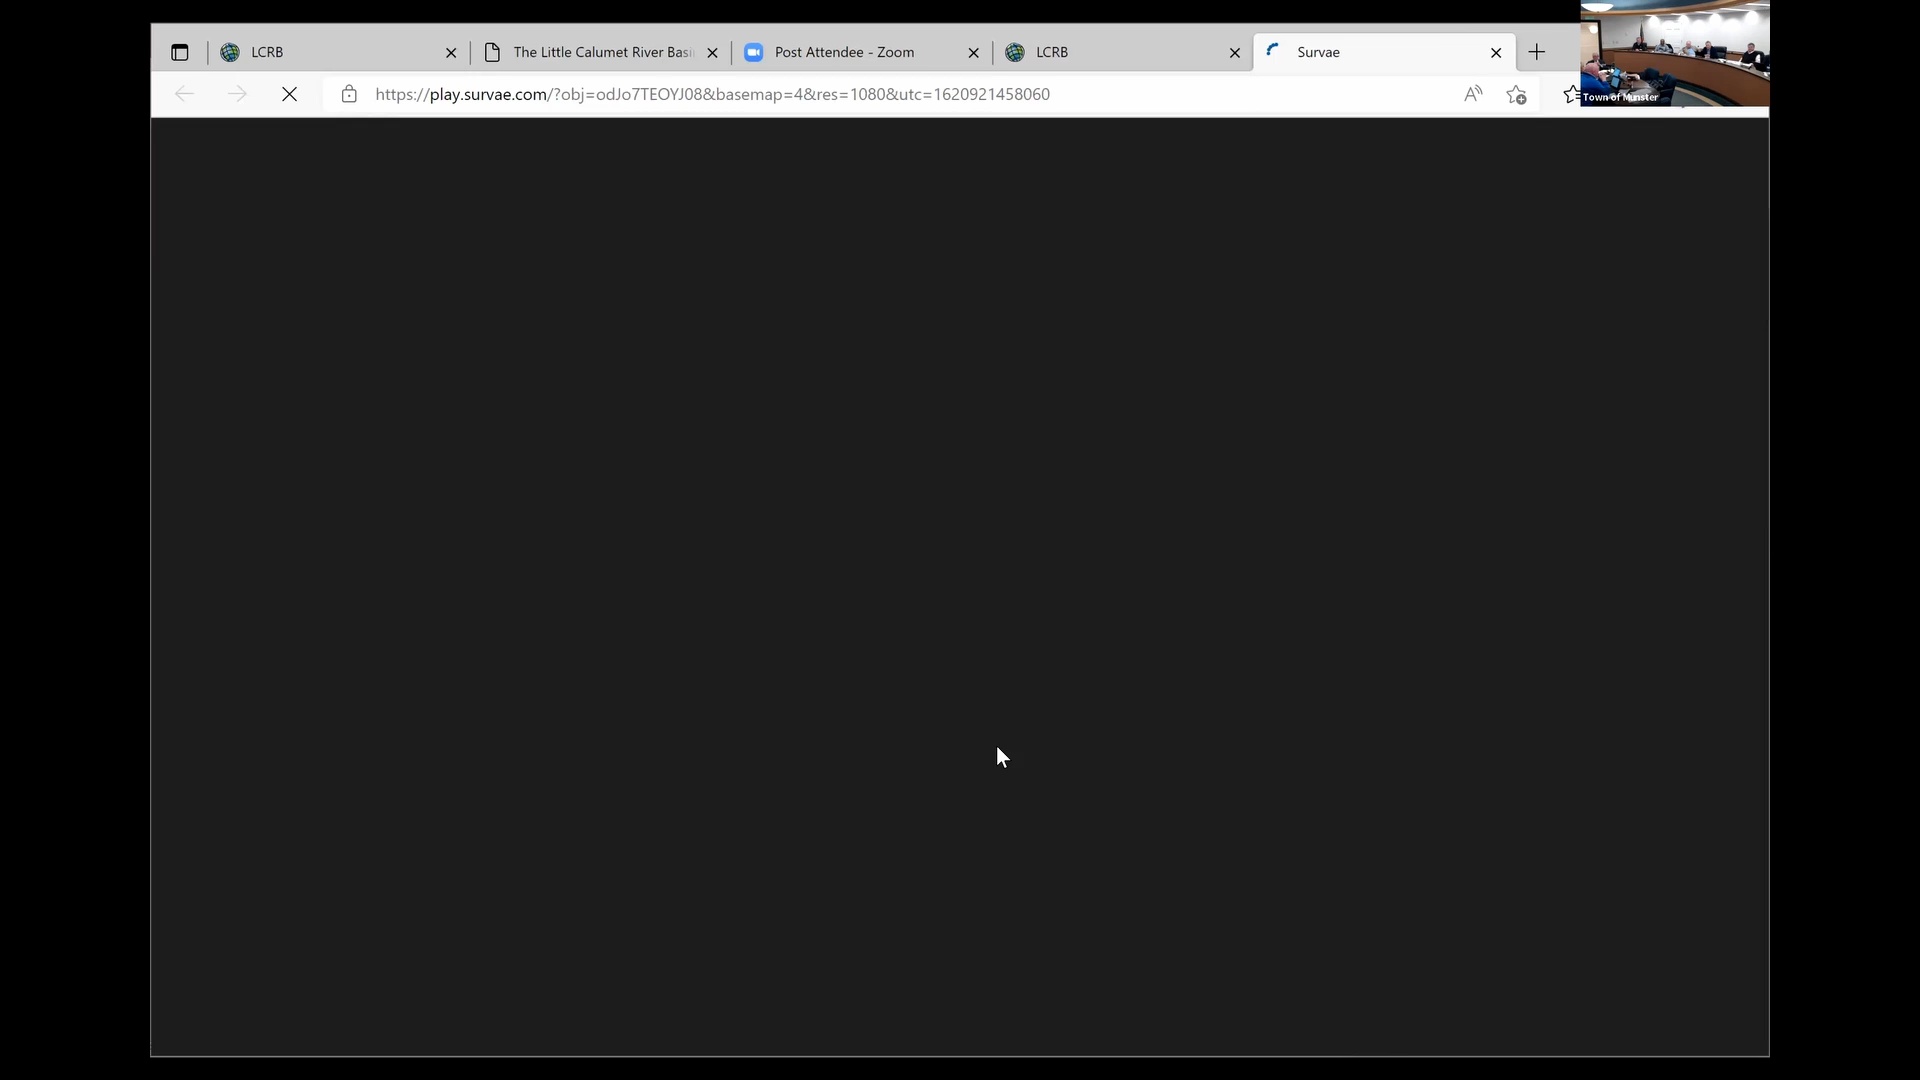 LCRB
The Little Calumet River Basi
Post Attendee - Zoom
LCRB
Survae
https://play.survae.com/?obj=odJo7TEOYJ08&basemap=4&res=1080&utc=1620921458060
Town of Munster